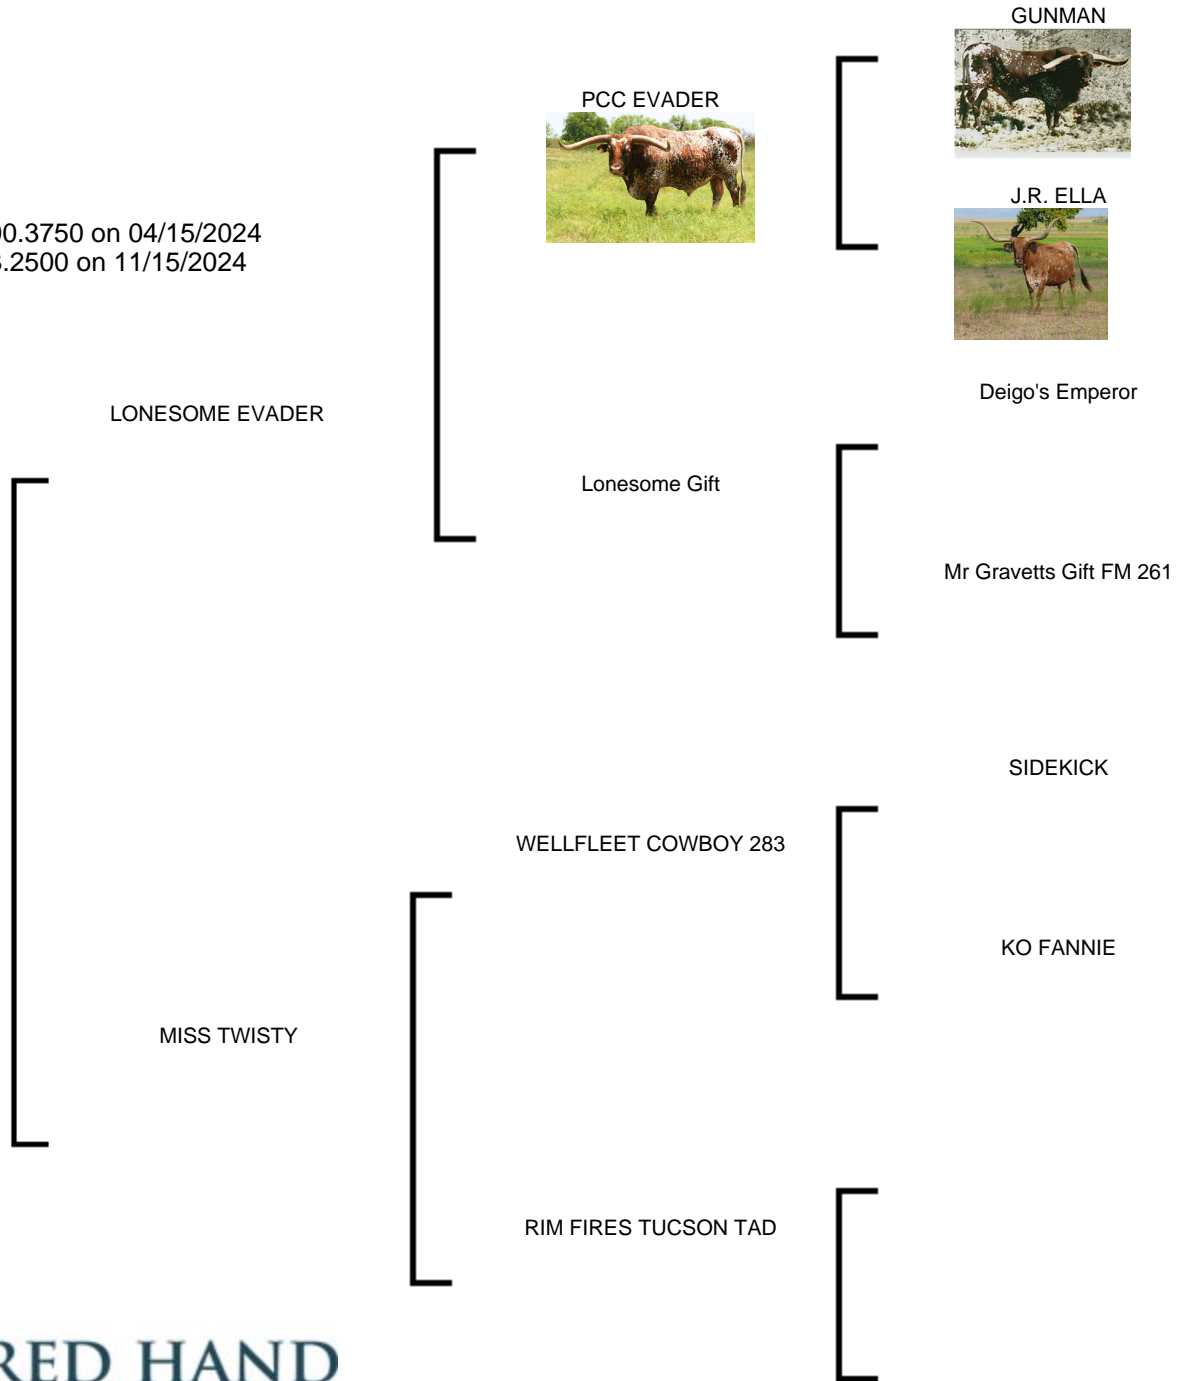 GUNMAN
PCC EVADER
J.R. ELLA
0.3750 on 04/15/2024
.2500 on 11/15/2024
Deigo's Emperor
LONESOME EVADER
Lonesome Gift
Mr Gravetts Gift FM 261
SIDEKICK
WELLFLEET COWBOY 283
KO FANNIE
MISS TWISTY
RIM FIRES TUCSON TAD
RED HAND